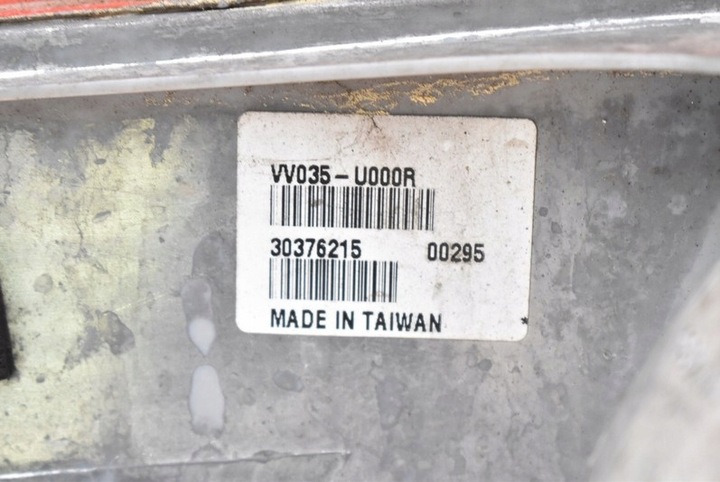 VV035-U000R
30376215 00295
MADE IN TAIWAN *